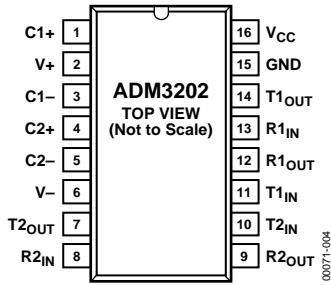 C1+ 1 16 VCC
V+ 2 15 GND
C1– 3 ADM3202 14 T1OUT
TOP VIEW
(Not to Scale)
C2+ 4 13 R1IN
C2– 5 12 R1OUT
V– 6 11 T1IN
T2OUT 7 10 T2IN
R2IN 8 9 R2OUT
00071-004